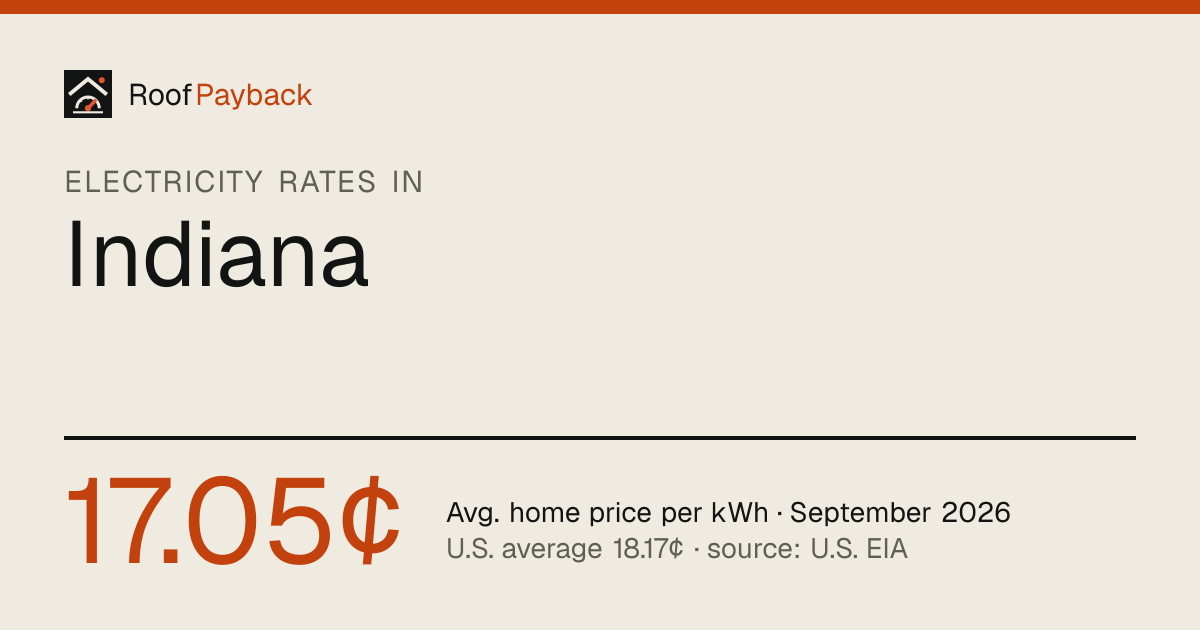 RoofPayback
ELECTRICITY RATES IN
Indiana
17.05¢
Avg. home price per kWh · September 2026
U.S. average 18.17¢ · source: U.S. EIA